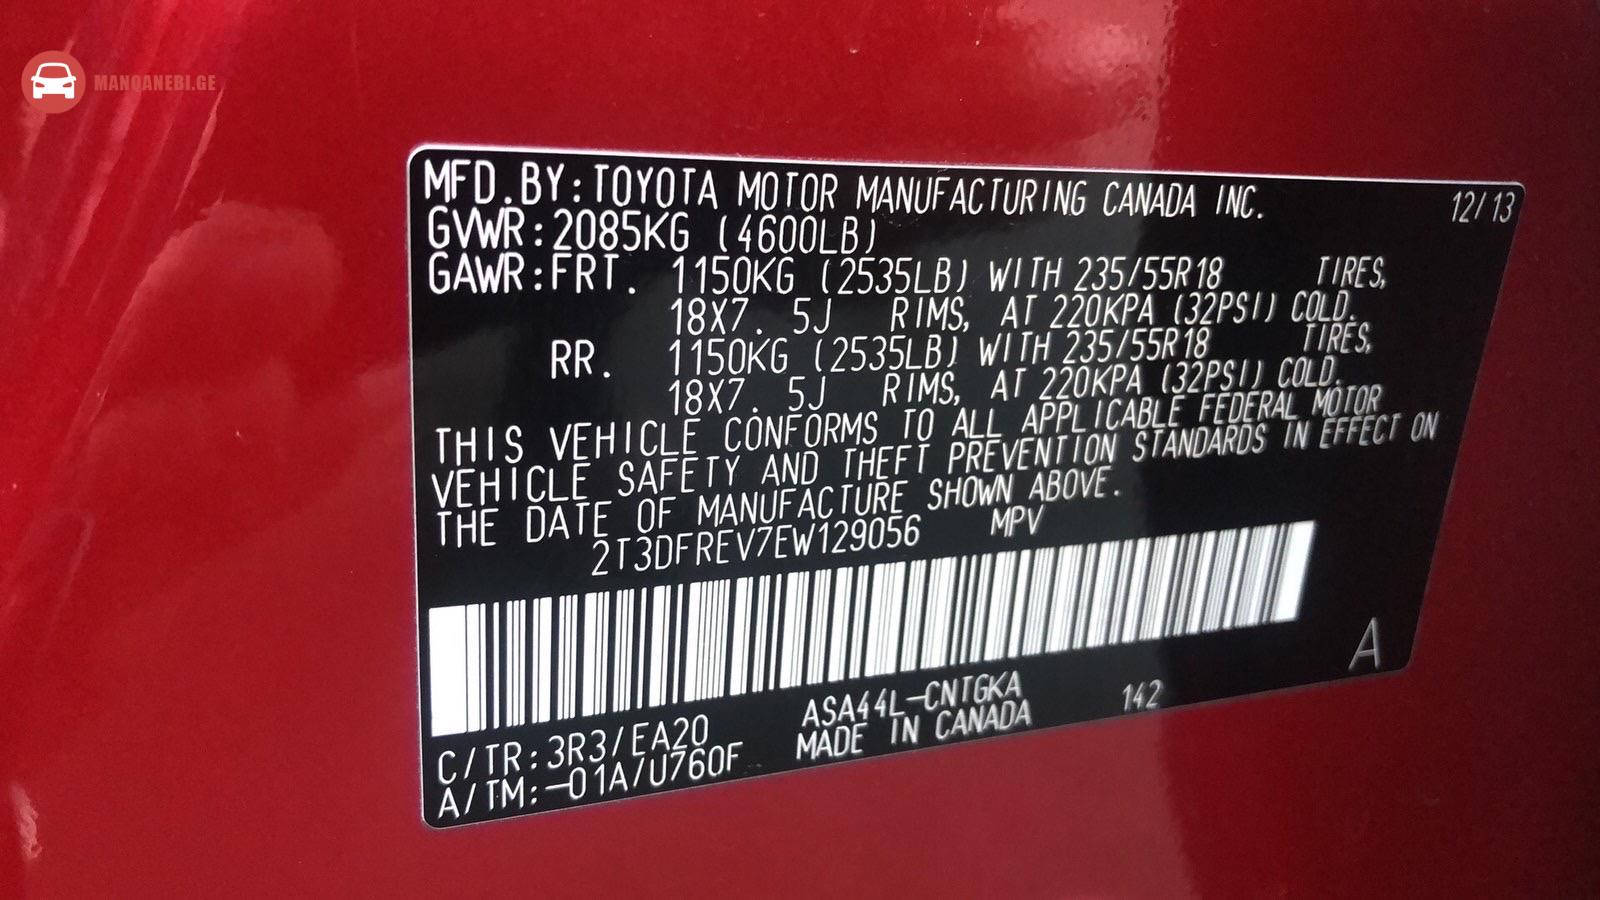 MANQANEBI.GE
MFD.BY:TOYOTA MOTOR MANUFACTURING CANADA INC. 12/13
GVWR:2085KG (4600LB)
GAWR:FRT. 1150KG (2535LB) WITH 235/55R18 TIRES,
18X7. 5J RIMS, AT 220KPA (32PSI) COLD.
RR. 1150KG (2535LB) WITH 235/55R18 TIRES,
18X7. 5J RIMS, AT 220KPA (32PSI) COLD.
THIS VEHICLE CONFORMS TO ALL APPLICABLE FEDERAL MOTOR
VEHICLE SAFETY AND THEFT PREVENTION STANDARDS IN EFFECT ON
THE DATE OF MANUFACTURE SHOWN ABOVE.
2T3DFREV7EW129056 MPV
A
C/TR:3R3/EA20 ASA44L-CNTGKA 142
A/TM:-01A/U760F MADE IN CANADA